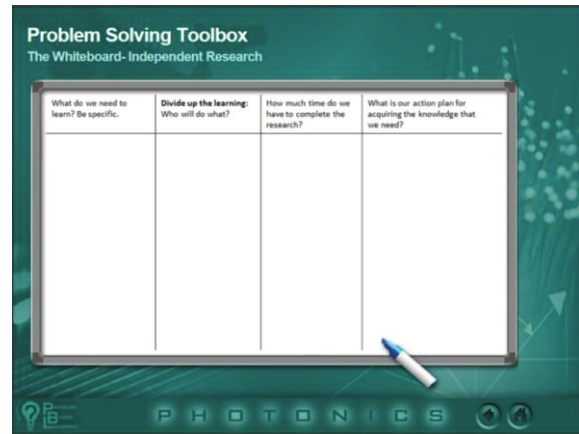 Problem Solving Toolbox
The Whiteboard- Independent Research
What do we need to
learn? Be specific.
Divide up the learning:
Who will do what?
How much time do we
have to complete the
research?
What is our action plan for
acquiring the knowledge that
we need?
PHOTONICS